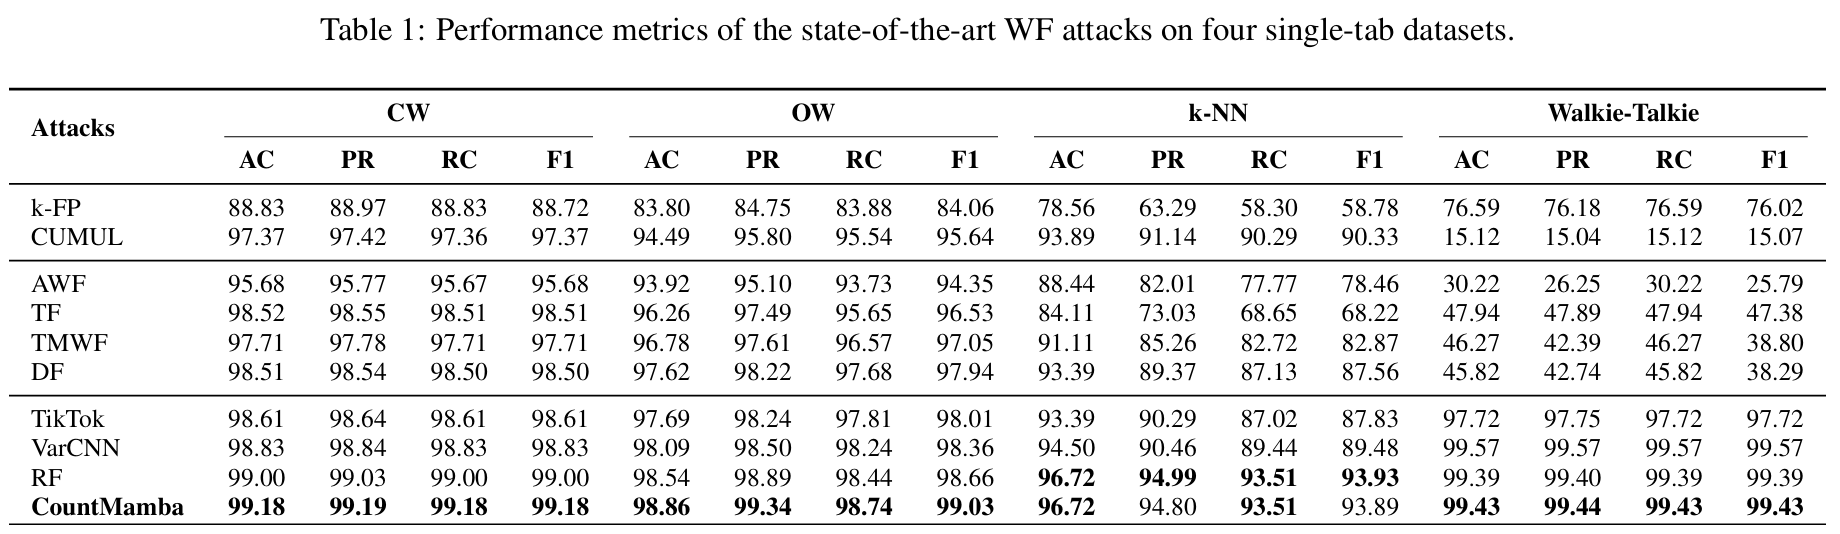 Table 1: Performance metrics of the state-of-the-art WF attacks on four single-tab datasets.
Attacks CW OW k-NN Walkie-Talkie
AC PR RC F1 AC PR RC F1 AC PR RC F1 AC PR RC F1
k-FP 88.83 88.97 88.83 88.72 83.80 84.75 83.88 84.06 78.56 63.29 58.30 58.78 76.59 76.18 76.59 76.02
CUMUL 97.37 97.42 97.36 97.37 94.49 95.80 95.54 95.64 93.89 91.14 90.29 90.33 15.12 15.04 15.12 15.07
AWF 95.68 95.77 95.67 95.68 93.92 95.10 93.73 94.35 88.44 82.01 77.77 78.46 30.22 26.25 30.22 25.79
TF 98.52 98.55 98.51 98.51 96.26 97.49 95.65 96.53 84.11 73.03 68.65 68.22 47.94 47.89 47.94 47.38
TMWF 97.71 97.78 97.71 97.71 96.78 97.61 96.57 97.05 91.11 85.26 82.72 82.87 46.27 42.39 46.27 38.80
DF 98.51 98.54 98.50 98.50 97.62 98.22 97.68 97.94 93.39 89.37 87.13 87.56 45.82 42.74 45.82 38.29
TikTok 98.61 98.64 98.61 98.61 97.69 98.24 97.81 98.01 93.39 90.29 87.02 87.83 97.72 97.75 97.72 97.72
VarCNN 98.83 98.84 98.83 98.83 98.09 98.50 98.24 98.36 94.50 90.46 89.44 89.48 99.57 99.57 99.57 99.57
RF 99.00 99.03 99.00 99.00 98.54 98.89 98.44 98.66 96.72 94.99 93.51 93.93 99.39 99.40 99.39 99.39
CountMamba 99.18 99.19 99.18 99.18 98.86 99.34 98.74 99.03 96.72 94.80 93.51 93.89 99.43 99.44 99.43 99.43